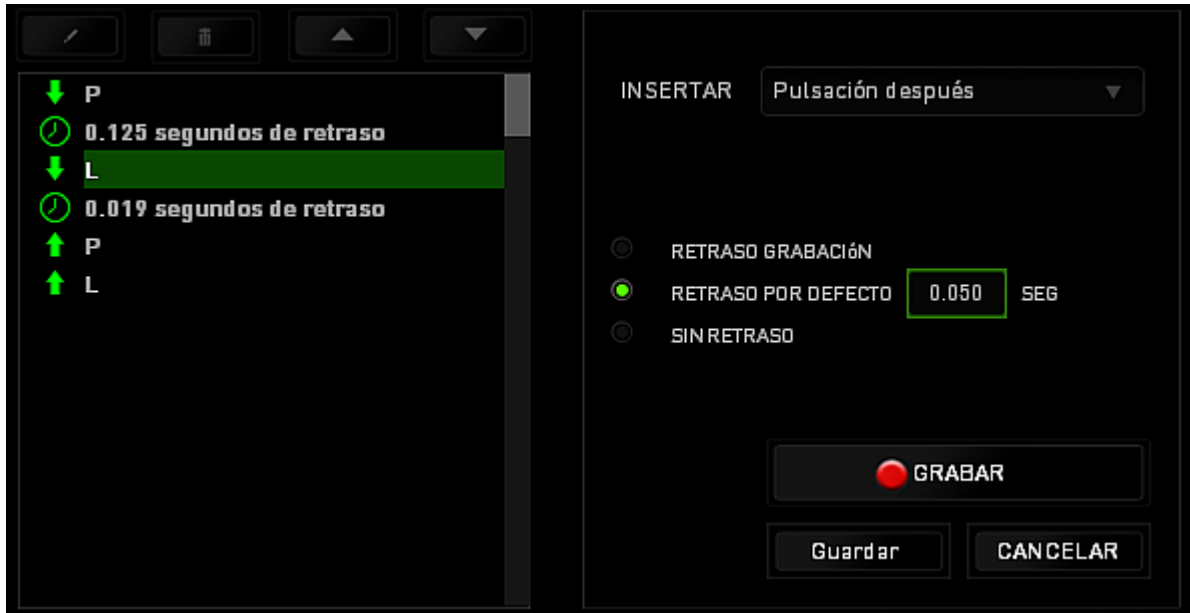 P
0.125 segundos de retraso
L
0.019 segundos de retraso
P
L
INSERTAR Pulsación después
RETRASO GRABACIóN
RETRASO POR DEFECTO 0.050 SEG
SIN RETRASO
GRABAR
Guardar CANCELAR